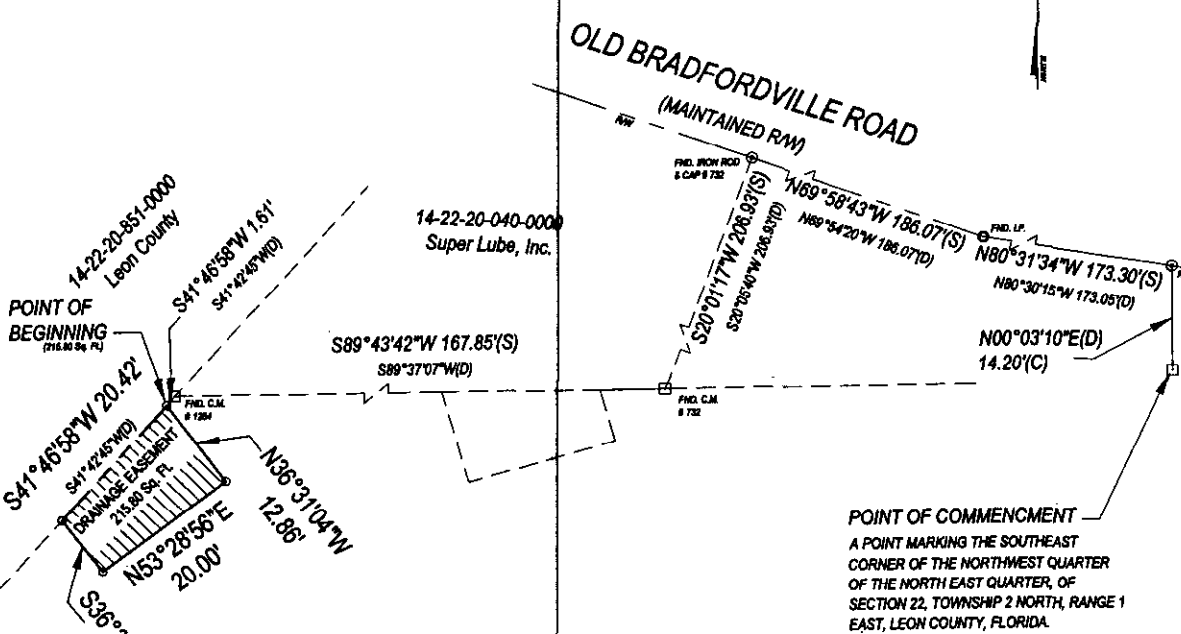 OLD BRADFORDVILLE ROAD
(MAINTAINED R/W)
R/W
FND. IRON ROD
& CAP # 732
N69°58'43"W 186.07'(S)
N69°54'20"W 186.07'(D)
FND. I.P.
N80°31'34"W 173.30'(S)
N80°30'15"W 173.05'(D)
N00°03'10"E(D)
14.20'(C)
S20°01'17"W 206.93'(S)
S20°05'40"W 206.93'(D)
14-22-20-040-0000
Super Lube, Inc.
14-22-20-851-0000
Leon County
S41°46'58"W 1.61'
S41°42'45"W(D)
POINT OF
BEGINNING
(215.80 Sq. Ft.)
S89°43'42"W 167.85'(S)
S89°37'07"W(D)
FND. C.M.
# 1254
FND. C.M.
# 732
S41°46'58"W 20.42'
S41°42'45"W(D)
DRAINAGE EASEMENT
215.80 Sq. Ft.
N36°31'04"W
12.86'
N53°28'56"E
20.00'
S36°
POINT OF COMMENCMENT
A POINT MARKING THE SOUTHEAST
CORNER OF THE NORTHWEST QUARTER
OF THE NORTH EAST QUARTER, OF
SECTION 22, TOWNSHIP 2 NORTH, RANGE 1
EAST, LEON COUNTY, FLORIDA.